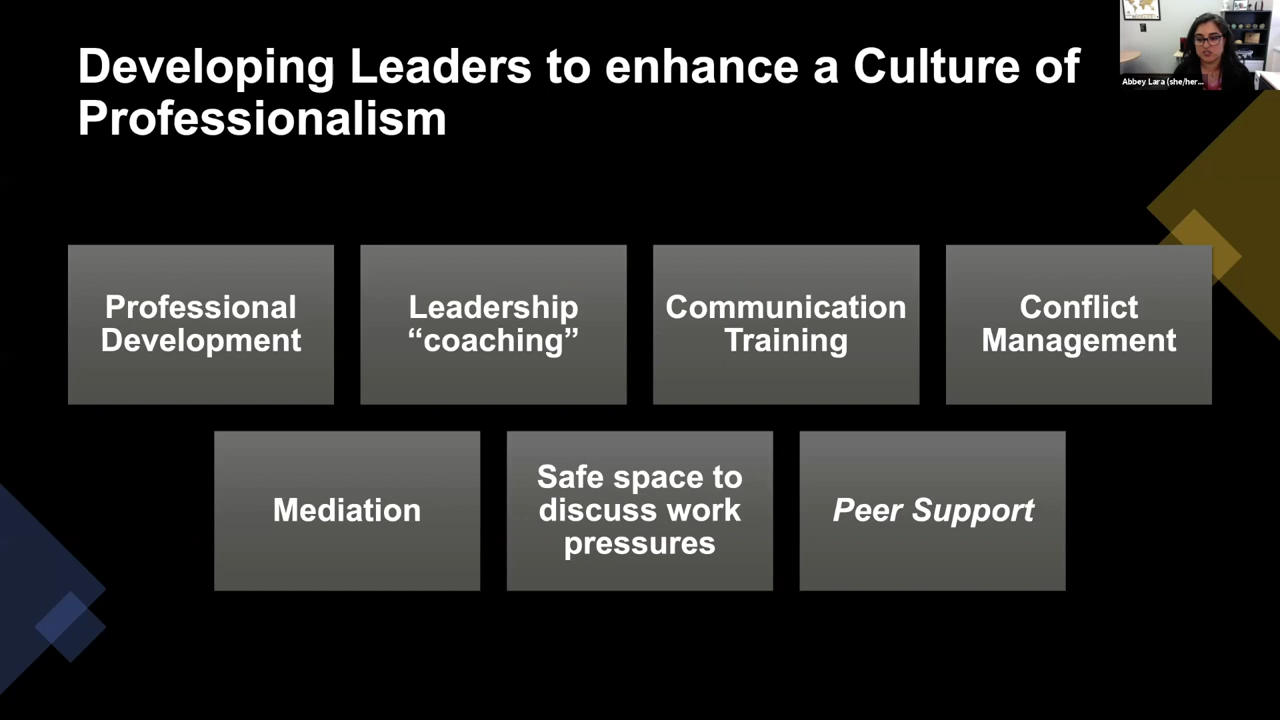 Developing Leaders to enhance a Culture of
Professionalism
Abbey Lara (she/her...
Professional
Development
Leadership
“coaching”
Communication
Training
Conflict
Management
Mediation
Safe space to
discuss work
pressures
Peer Support